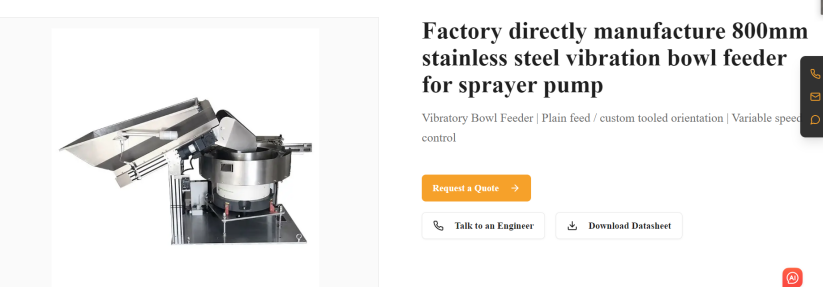 Factory directly manufacture 800mm
stainless steel vibration bowl feeder
for sprayer pump
Vibratory Bowl Feeder | Plain feed / custom tooled orientation | Variable speed
control
Request a Quote
Talk to an Engineer
Download Datasheet
AI